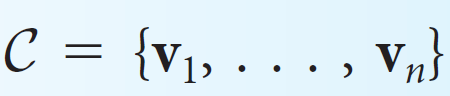 𝒞 = {𝐯₁, . . . , 𝐯ₙ}